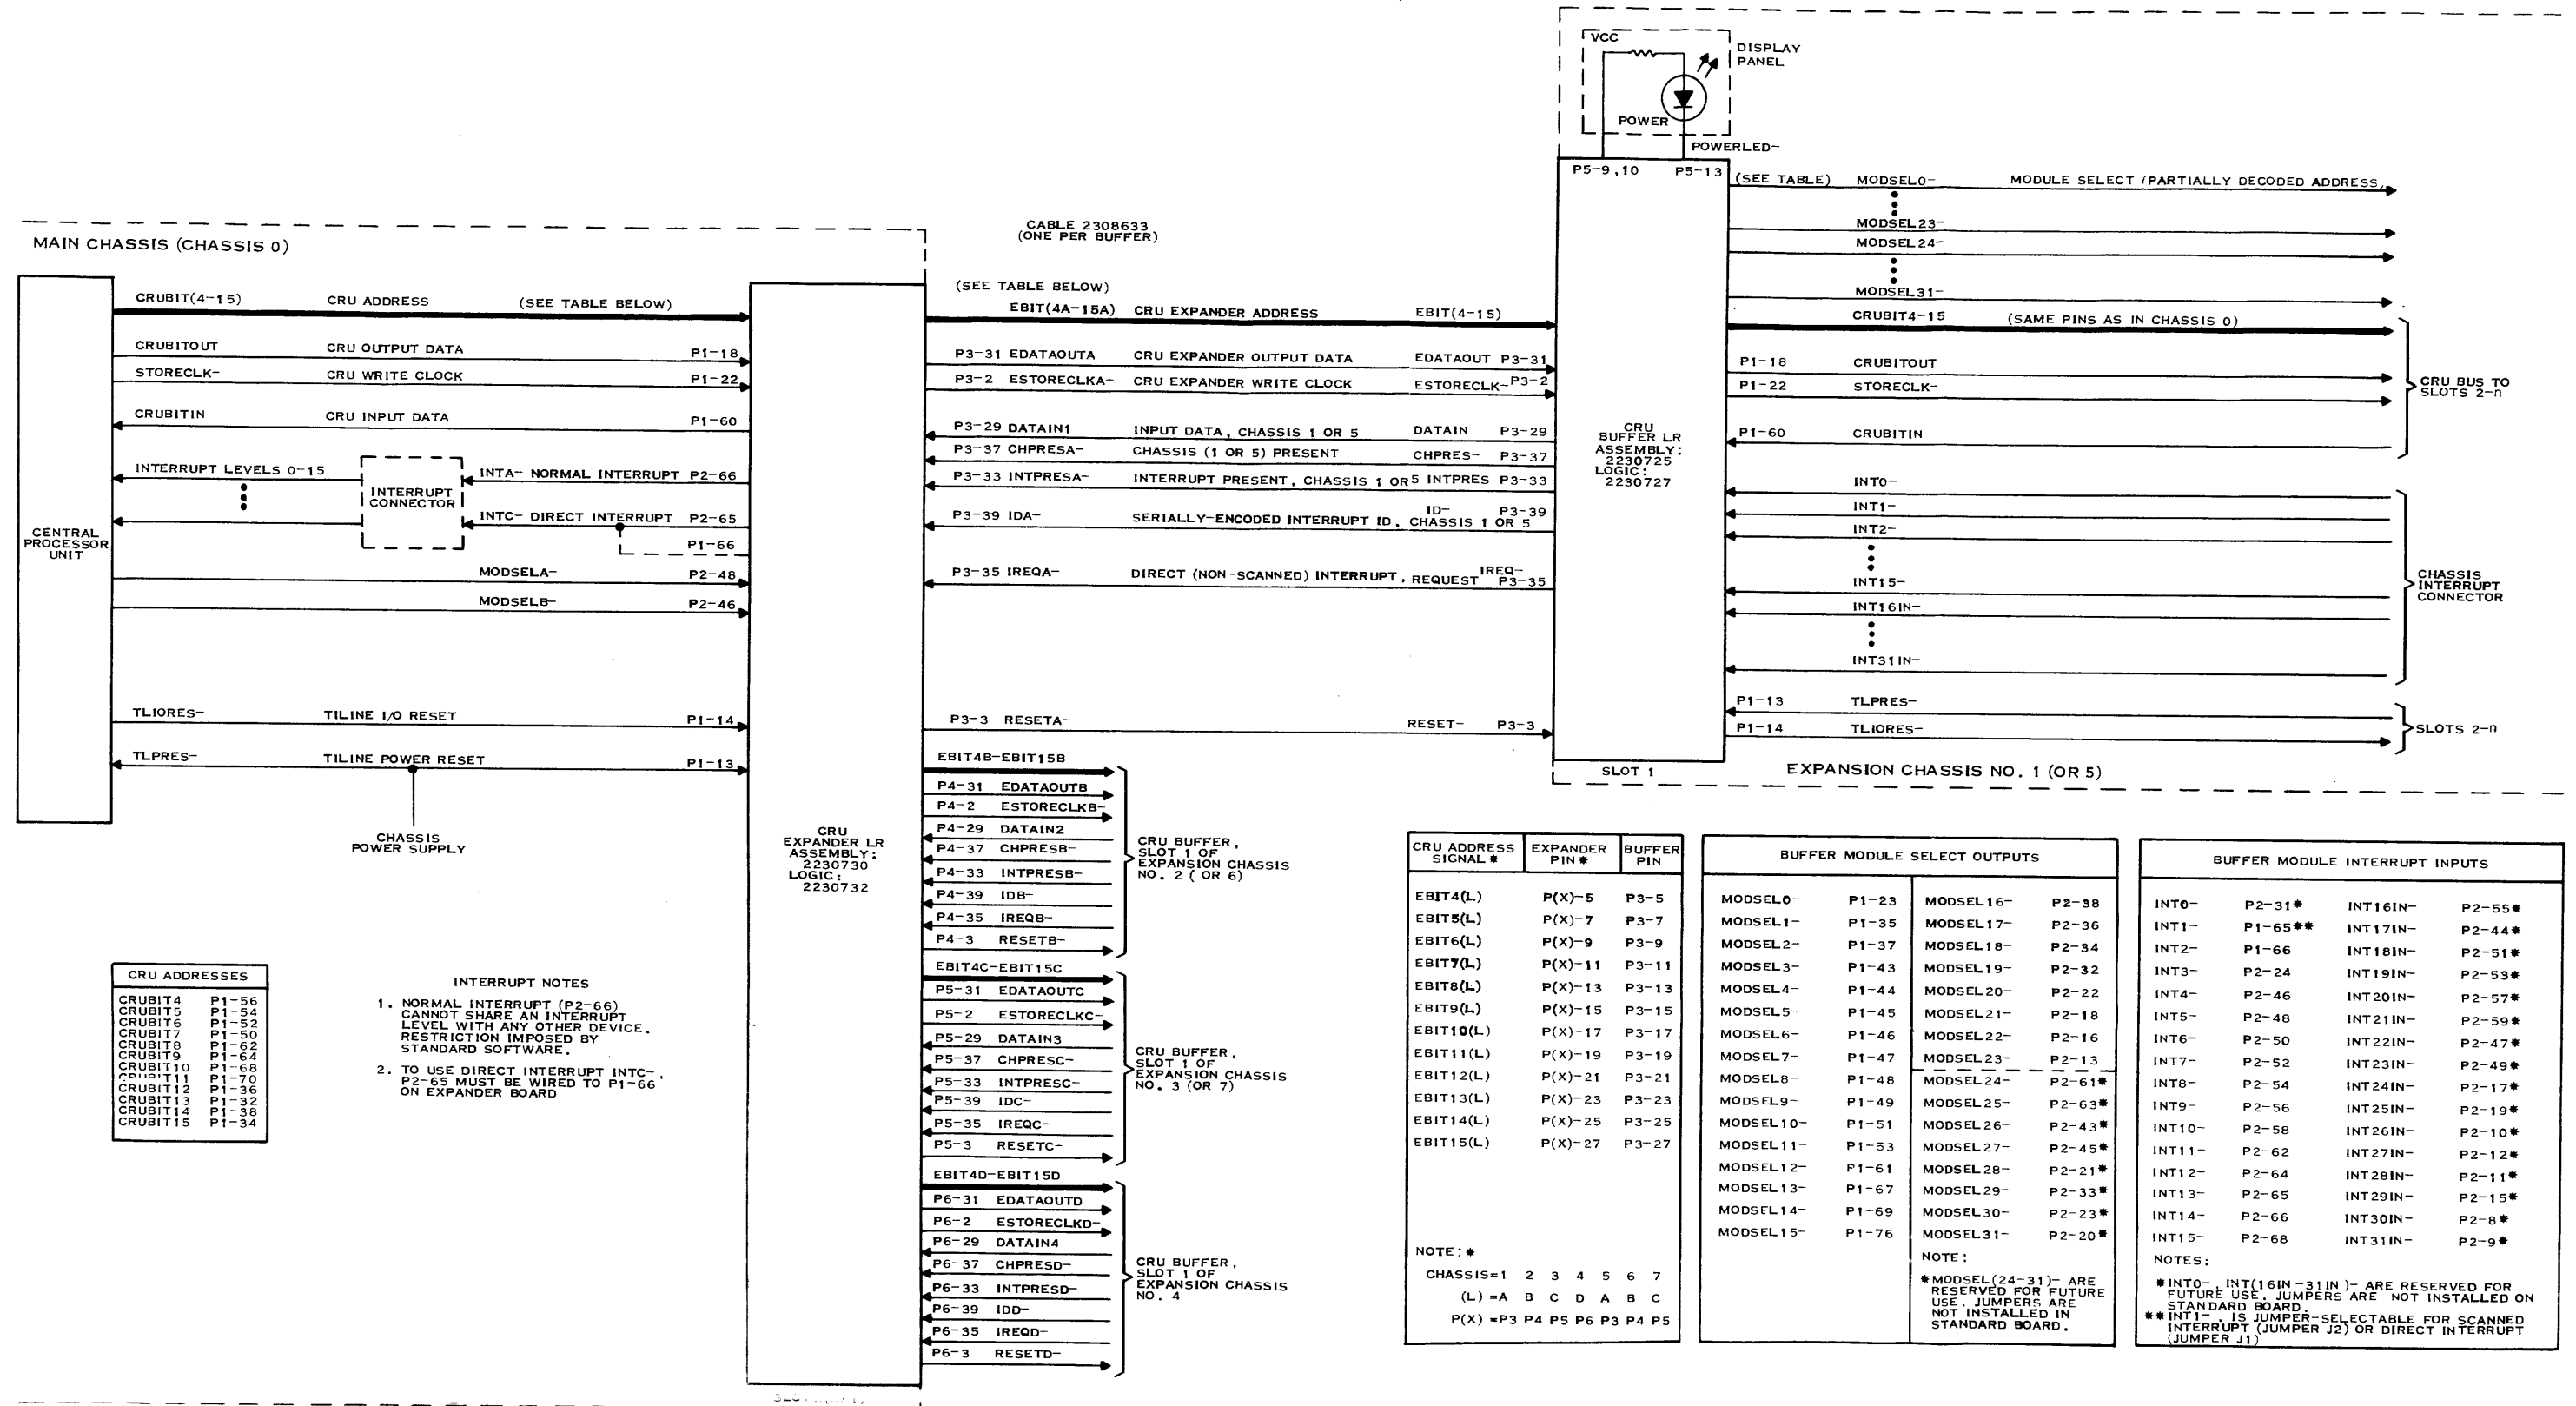 VCC
DISPLAY
PANEL
POWER
POWERLED-
P5-9,10 P5-13
(SEE TABLE) MODSEL0- MODULE SELECT (PARTIALLY DECODED ADDRESS,
MODSEL23-
MODSEL24-
MODSEL31-
CRUBIT4-15 (SAME PINS AS IN CHASSIS 0)
P1-18 CRUBITOUT
P1-22 STORECLK-
P1-60 CRUBITIN
CRU BUS TO
SLOTS 2-n
INT0-
INT1-
INT2-
INT15-
INT16IN-
INT31IN-
CHASSIS
INTERRUPT
CONNECTOR
P1-13 TLPRES-
P1-14 TLIORES-
SLOTS 2-n
CRU
BUFFER LR
ASSEMBLY:
2230725
LOGIC:
2230727
SLOT 1
EXPANSION CHASSIS NO. 1 (OR 5)
MAIN CHASSIS (CHASSIS 0)
CENTRAL
PROCESSOR
UNIT
CRUBIT(4-15) CRU ADDRESS (SEE TABLE BELOW)
CRUBITOUT CRU OUTPUT DATA P1-18
STORECLK- CRU WRITE CLOCK P1-22
CRUBITIN CRU INPUT DATA P1-60
INTERRUPT LEVELS 0-15
INTERRUPT
CONNECTOR
INTA- NORMAL INTERRUPT P2-66
INTC- DIRECT INTERRUPT P2-65
P1-66
MODSELA- P2-48
MODSELB- P2-46
TLIORES- TILINE I/O RESET P1-14
TLPRES- TILINE POWER RESET P1-13
CHASSIS
POWER SUPPLY
CRU
EXPANDER LR
ASSEMBLY:
2230730
LOGIC:
2230732
CABLE 2308633
(ONE PER BUFFER)
(SEE TABLE BELOW)
EBIT(4A-15A) CRU EXPANDER ADDRESS EBIT(4-15)
P3-31 EDATAOUTA CRU EXPANDER OUTPUT DATA EDATAOUT P3-31
P3-2 ESTORECLKA- CRU EXPANDER WRITE CLOCK ESTORECLK- P3-2
P3-29 DATAIN1 INPUT DATA, CHASSIS 1 OR 5 DATAIN P3-29
P3-37 CHPRESA- CHASSIS (1 OR 5) PRESENT CHPRES- P3-37
P3-33 INTPRESA- INTERRUPT PRESENT, CHASSIS 1 OR 5 INTPRES P3-33
P3-39 IDA- SERIALLY-ENCODED INTERRUPT ID, CHASSIS 1 OR 5 ID- P3-39
P3-35 IREQA- DIRECT (NON-SCANNED) INTERRUPT, REQUEST IREQ- P3-35
P3-3 RESETA- RESET- P3-3
EBIT4B-EBIT15B
P4-31 EDATAOUTB
P4-2 ESTORECLKB-
P4-29 DATAIN2
P4-37 CHPRESB-
P4-33 INTPRESB-
P4-39 IDB-
P4-35 IREQB-
P4-3 RESETB-
CRU BUFFER,
SLOT 1 OF
EXPANSION CHASSIS
NO. 2 ( OR 6)
EBIT4C-EBIT15C
P5-31 EDATAOUTC
P5-2 ESTORECLKC-
P5-29 DATAIN3
P5-37 CHPRESC-
P5-33 INTPRESC-
P5-39 IDC-
P5-35 IREQC-
P5-3 RESETC-
CRU BUFFER,
SLOT 1 OF
EXPANSION CHASSIS
NO. 3 (OR 7)
EBIT4D-EBIT15D
P6-31 EDATAOUTD
P6-2 ESTORECLKD-
P6-29 DATAIN4
P6-37 CHPRESD-
P6-33 INTPRESD-
P6-39 IDD-
P6-35 IREQD-
P6-3 RESETD-
CRU BUFFER,
SLOT 1 OF
EXPANSION CHASSIS
NO. 4
CRU ADDRESSES
CRUBIT4 P1-56
CRUBIT5 P1-54
CRUBIT6 P1-52
CRUBIT7 P1-50
CRUBIT8 P1-62
CRUBIT9 P1-64
CRUBIT10 P1-68
CRUBIT11 P1-70
CRUBIT12 P1-36
CRUBIT13 P1-32
CRUBIT14 P1-38
CRUBIT15 P1-34
INTERRUPT NOTES
1. NORMAL INTERRUPT (P2-66)
CANNOT SHARE AN INTERRUPT
LEVEL WITH ANY OTHER DEVICE.
RESTRICTION IMPOSED BY
STANDARD SOFTWARE.
2. TO USE DIRECT INTERRUPT INTC-,
P2-65 MUST BE WIRED TO P1-66
ON EXPANDER BOARD
CRU ADDRESS SIGNAL* EXPANDER PIN* BUFFER PIN
EBIT4(L) P(X)-5 P3-5
EBIT5(L) P(X)-7 P3-7
EBIT6(L) P(X)-9 P3-9
EBIT7(L) P(X)-11 P3-11
EBIT8(L) P(X)-13 P3-13
EBIT9(L) P(X)-15 P3-15
EBIT10(L) P(X)-17 P3-17
EBIT11(L) P(X)-19 P3-19
EBIT12(L) P(X)-21 P3-21
EBIT13(L) P(X)-23 P3-23
EBIT14(L) P(X)-25 P3-25
EBIT15(L) P(X)-27 P3-27
NOTE: *
CHASSIS=1 2 3 4 5 6 7
(L) =A B C D A B C
P(X) =P3 P4 P5 P6 P3 P4 P5
BUFFER MODULE SELECT OUTPUTS
MODSEL0- P1-23 MODSEL16- P2-38
MODSEL1- P1-35 MODSEL17- P2-36
MODSEL2- P1-37 MODSEL18- P2-34
MODSEL3- P1-43 MODSEL19- P2-32
MODSEL4- P1-44 MODSEL20- P2-22
MODSEL5- P1-45 MODSEL21- P2-18
MODSEL6- P1-46 MODSEL22- P2-16
MODSEL7- P1-47 MODSEL23- P2-13
MODSEL8- P1-48 MODSEL24- P2-61*
MODSEL9- P1-49 MODSEL25- P2-63*
MODSEL10- P1-51 MODSEL26- P2-43*
MODSEL11- P1-53 MODSEL27- P2-45*
MODSEL12- P1-61 MODSEL28- P2-21*
MODSEL13- P1-67 MODSEL29- P2-33*
MODSEL14- P1-69 MODSEL30- P2-23*
MODSEL15- P1-76 MODSEL31- P2-20*
NOTE:
*MODSEL(24-31)- ARE
RESERVED FOR FUTURE
USE. JUMPERS ARE
NOT INSTALLED IN
STANDARD BOARD.
BUFFER MODULE INTERRUPT INPUTS
INT0- P2-31* INT16IN- P2-55*
INT1- P1-65** INT17IN- P2-44*
INT2- P1-66 INT18IN- P2-51*
INT3- P2-24 INT19IN- P2-53*
INT4- P2-46 INT20IN- P2-57*
INT5- P2-48 INT21IN- P2-59*
INT6- P2-50 INT22IN- P2-47*
INT7- P2-52 INT23IN- P2-49*
INT8- P2-54 INT24IN- P2-17*
INT9- P2-56 INT25IN- P2-19*
INT10- P2-58 INT26IN- P2-10*
INT11- P2-62 INT27IN- P2-12*
INT12- P2-64 INT28IN- P2-11*
INT13- P2-65 INT29IN- P2-15*
INT14- P2-66 INT30IN- P2-8*
INT15- P2-68 INT31IN- P2-9*
NOTES:
*INT0-, INT(16IN-31IN)- ARE RESERVED FOR
FUTURE USE. JUMPERS ARE NOT INSTALLED ON
STANDARD BOARD.
**INT1-, IS JUMPER-SELECTABLE FOR SCANNED
INTERRUPT (JUMPER J2) OR DIRECT INTERRUPT
(JUMPER J1)